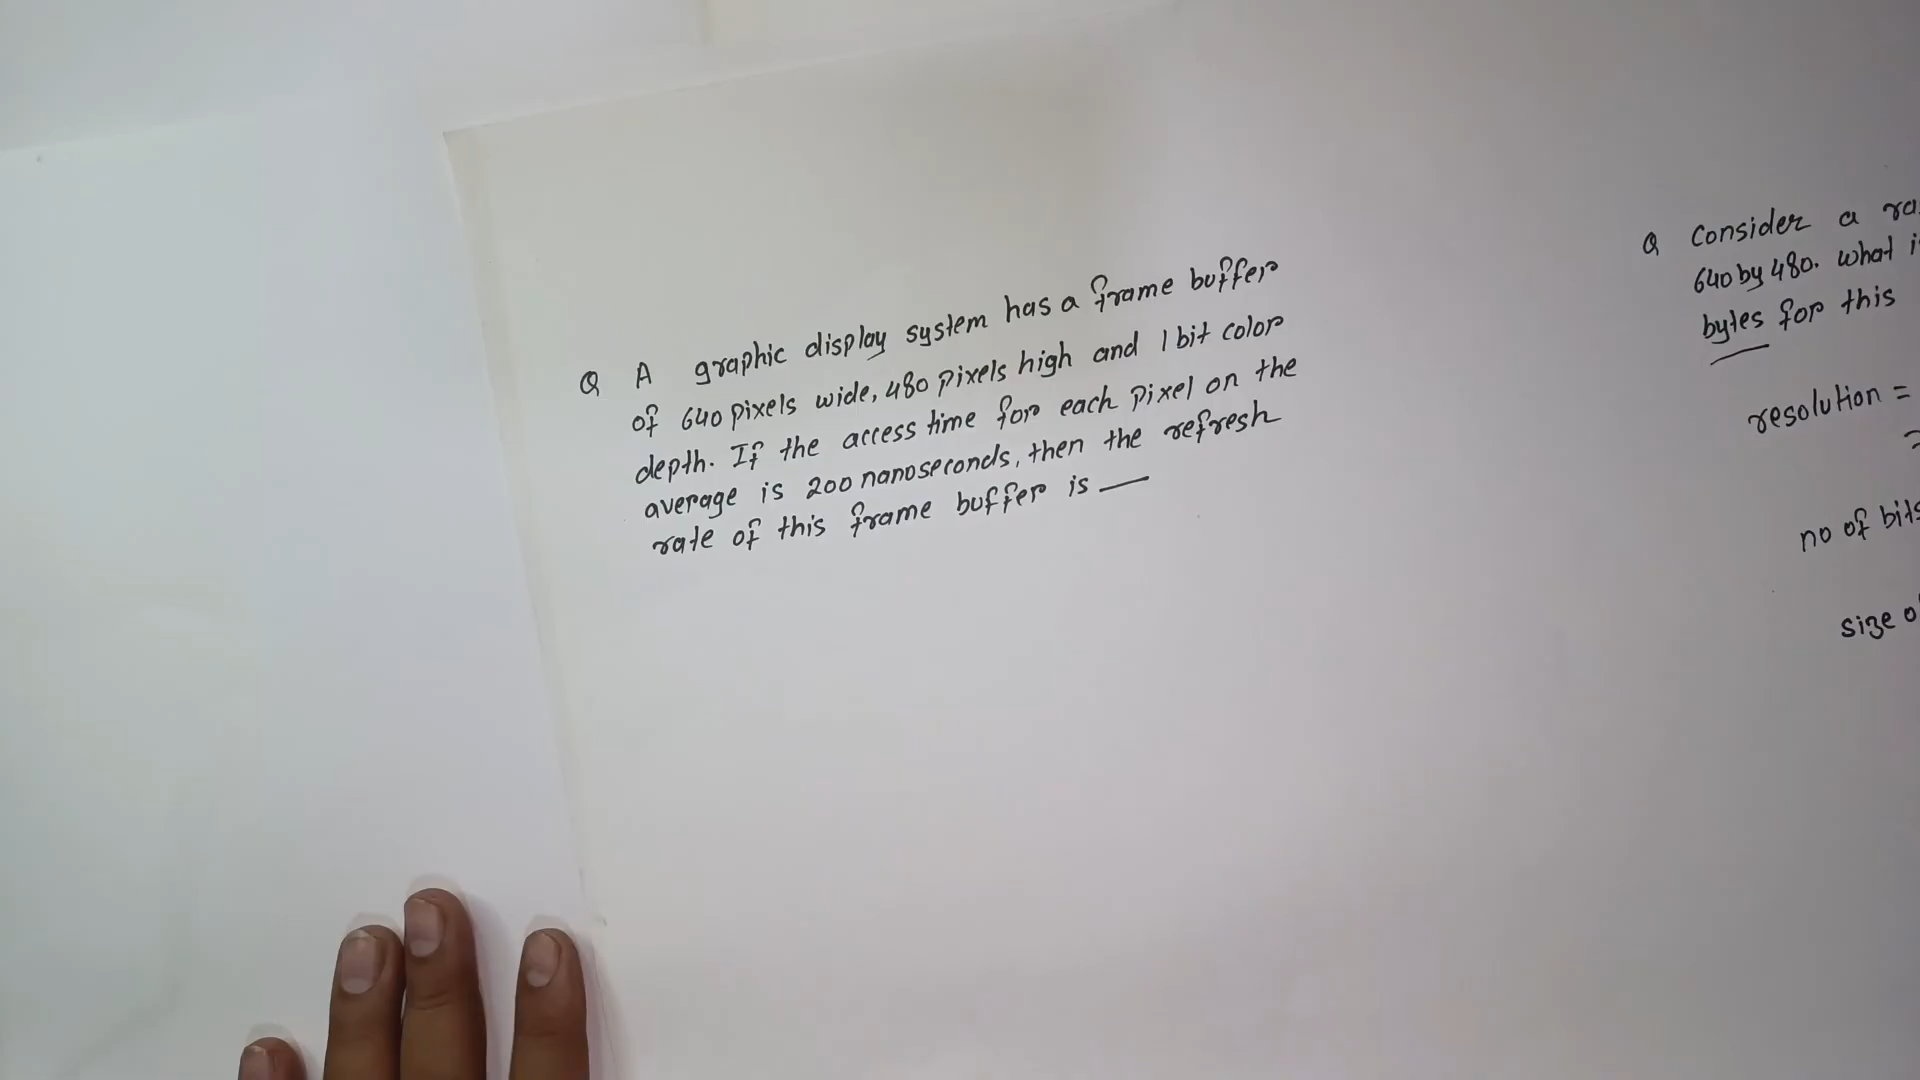 Q A graphic display system has a frame buffer
of 640 pixels wide, 480 pixels high and 1 bit color
depth. If the access time for each pixel on the
average is 200 nanoseconds, then the refresh
rate of this frame buffer is —
Q Consider a
640 by 480. what
bytes for this
resolution =
no of bits
size